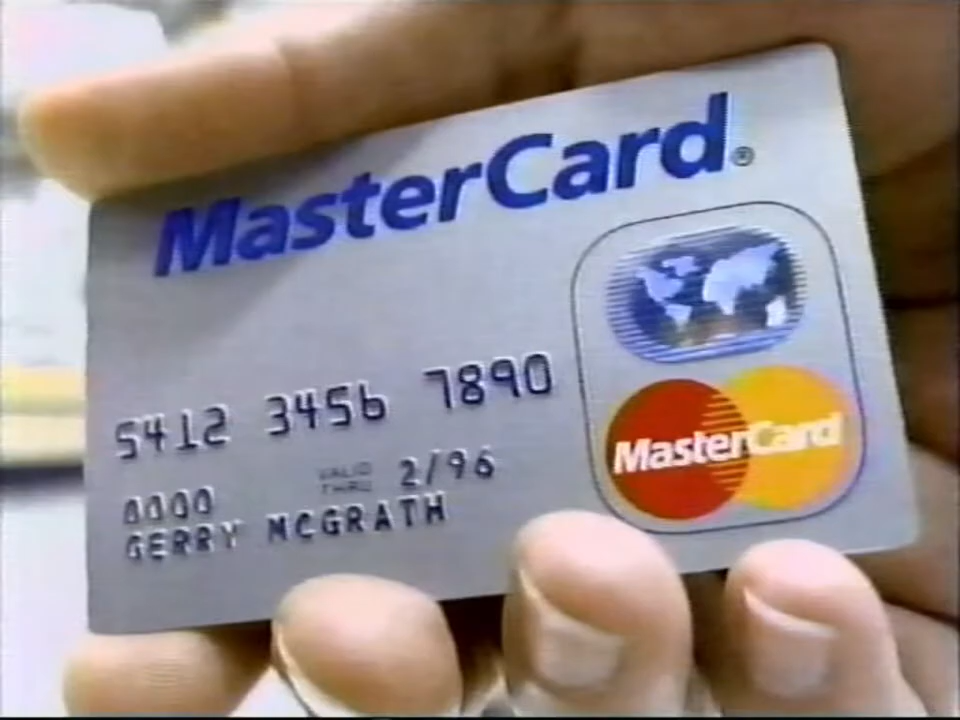 MasterCard®
5412 3456 7890
0000 VALID THRU 2/96
GERRY MCGRATH
MasterCard